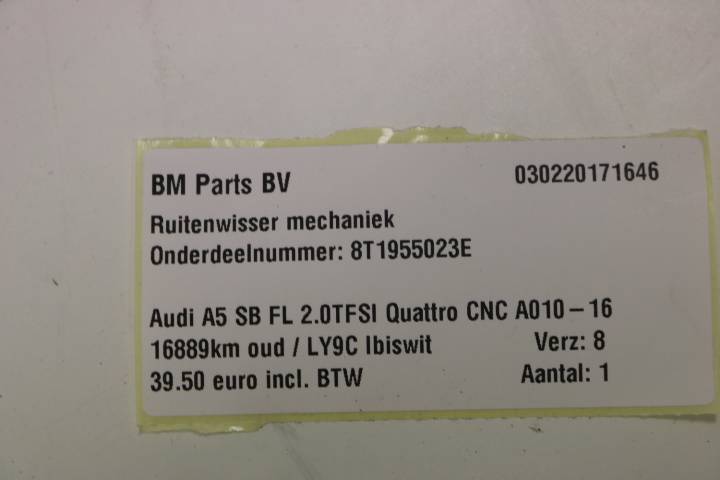 BM Parts BV 030220171646
Ruitenwisser mechaniek
Onderdeelnummer: 8T1955023E
Audi A5 SB FL 2.0TFSI Quattro CNC A010-16
16889km oud / LY9C Ibiswit Verz: 8
39.50 euro incl. BTW Aantal: 1